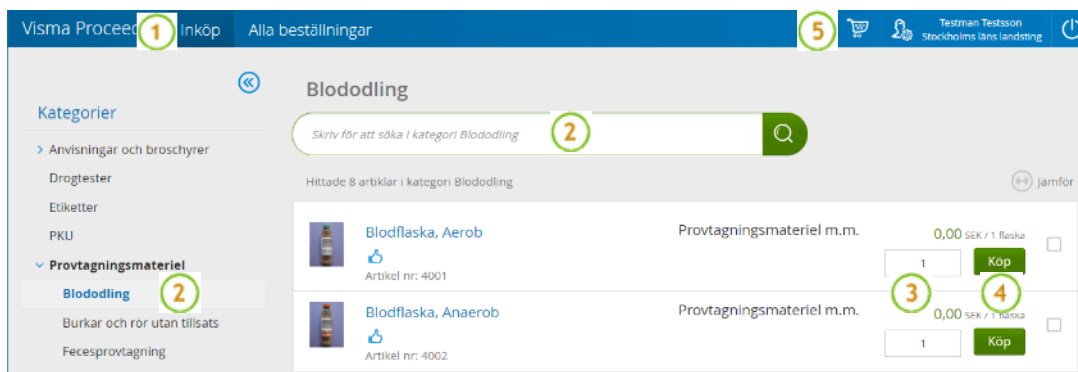 Visma Proceed 1 Inköp Alla beställningar 5 Testman Testsson
Stockholms läns landsting
Kategorier
> Anvisningar och broschyrer
Drogtester
Etiketter
PKU
Provtagningsmateriel
Blododling 2
Burkar och rör utan tillsats
Fecesprovtagning
Blododling
Skriv för att söka i kategori Blododling 2
Hittade 8 artiklar i kategori Blododling
Jämför
Blodflaska, Aerob Provtagningsmateriel m.m. 0,00 SEK / 1 flaska
1 Köp
Artikel nr: 4001
3 4
Blodflaska, Anaerob Provtagningsmateriel m.m. 0,00 SEK / 1 flaska
1 Köp
Artikel nr: 4002